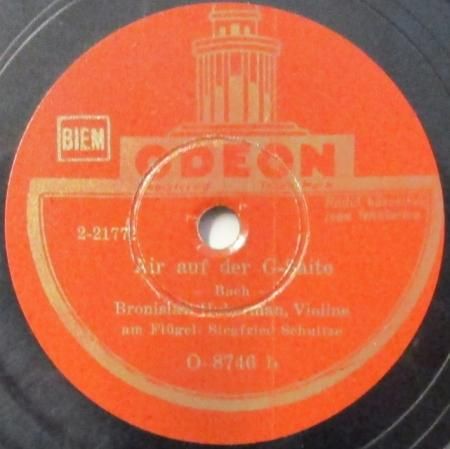 BIEM
ODEON
2-2177
Air auf der G-Saite
- Bach -
Bronislaw Huberman, Violine
am Flügel: Siegfried Schultze
O-8746 b